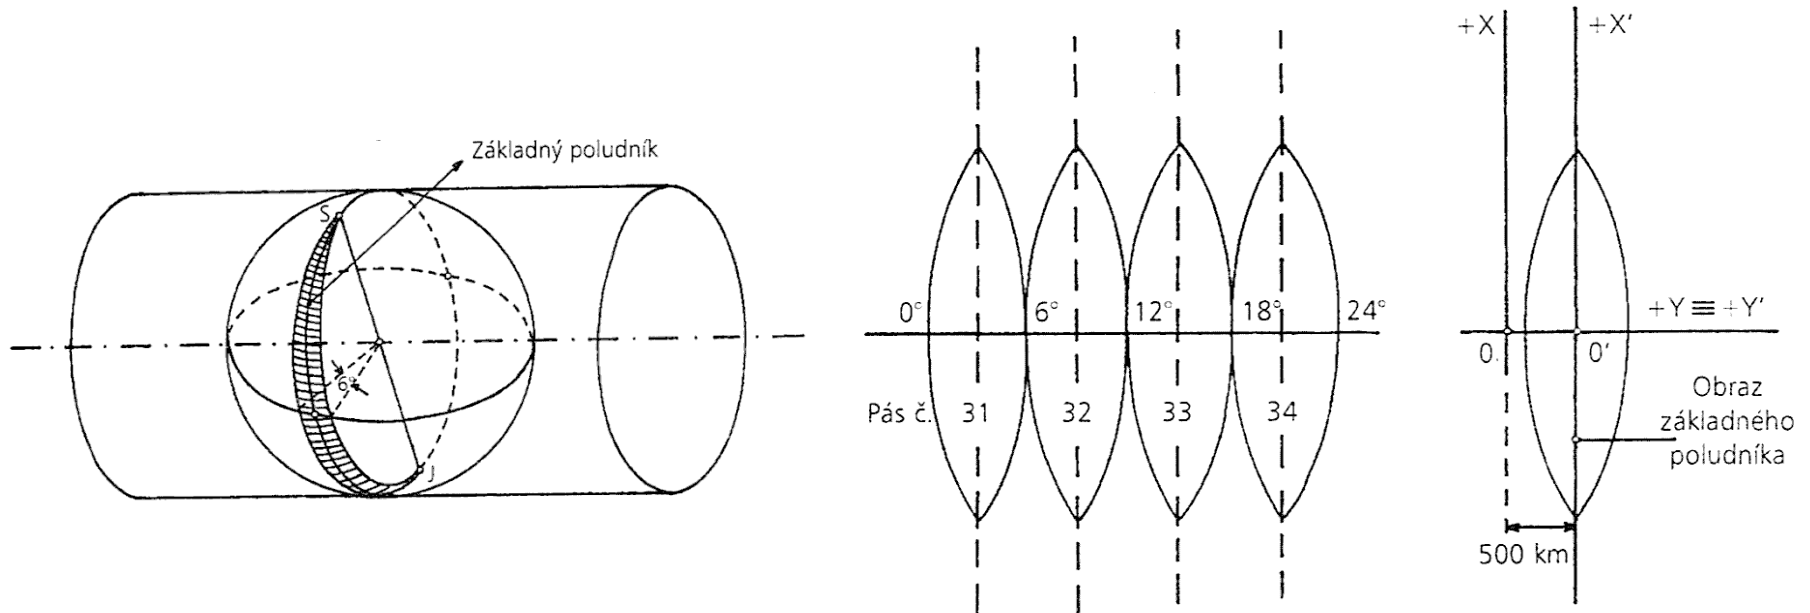 Základný poludník
S
6°
J
0°
6°
12°
18°
24°
Pás č. 31 32 33 34
+X
+X'
+Y ≡ +Y'
0
0'
Obraz
základného
poludníka
500 km